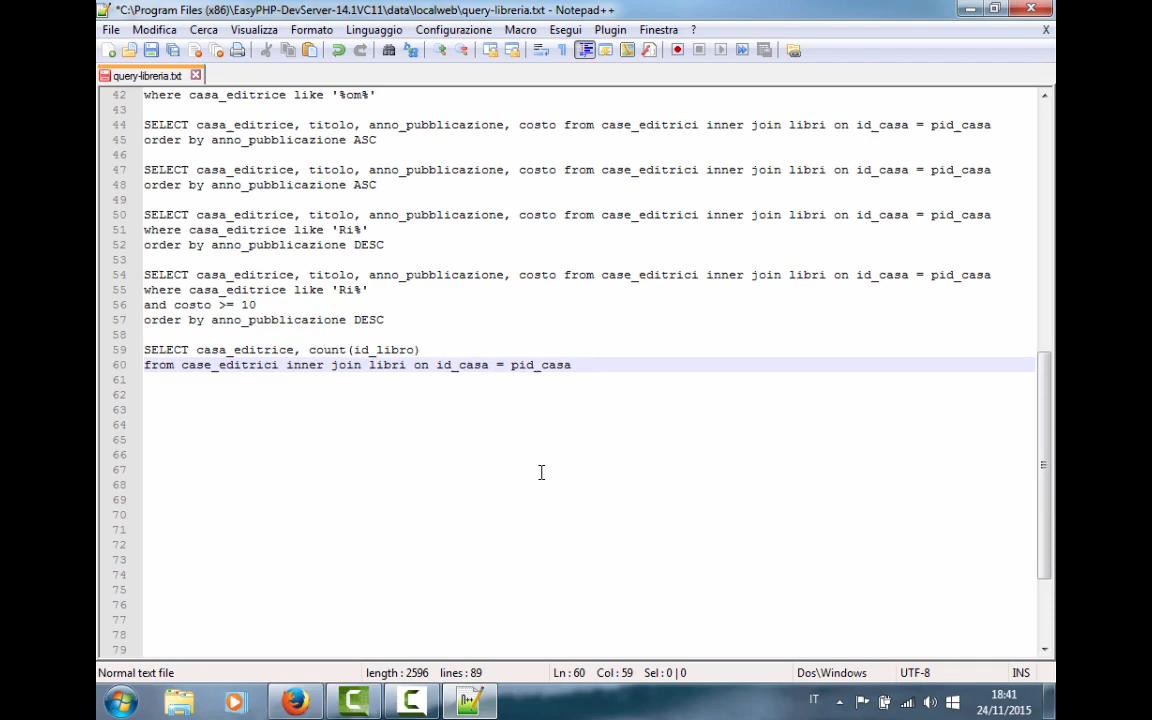 *C:\Program Files (x86)\EasyPHP-DevServer-14.1VC11\data\localweb\query-libreria.txt - Notepad++
File Modifica Cerca Visualizza Formato Linguaggio Configurazione Macro Esegui Plugin Finestra ? X
query-libreria.txt
42 where casa_editrice like '%om%'
43
44 SELECT casa_editrice, titolo, anno_pubblicazione, costo from case_editrici inner join libri on id_casa = pid_casa
45 order by anno_pubblicazione ASC
46
47 SELECT casa_editrice, titolo, anno_pubblicazione, costo from case_editrici inner join libri on id_casa = pid_casa
48 order by anno_pubblicazione ASC
49
50 SELECT casa_editrice, titolo, anno_pubblicazione, costo from case_editrici inner join libri on id_casa = pid_casa
51 where casa_editrice like 'Ri%'
52 order by anno_pubblicazione DESC
53
54 SELECT casa_editrice, titolo, anno_pubblicazione, costo from case_editrici inner join libri on id_casa = pid_casa
55 where casa_editrice like 'Ri%'
56 and costo >= 10
57 order by anno_pubblicazione DESC
58
59 SELECT casa_editrice, count(id_libro)
60 from case_editrici inner join libri on id_casa = pid_casa
61
62
63
64
65
66
67
68
69
70
71
72
73
74
75
76
77
78
79
Normal text file length : 2596 lines : 89 Ln : 60 Col : 59 Sel : 0 | 0 Dos\Windows UTF-8 INS
IT 18:41
24/11/2015